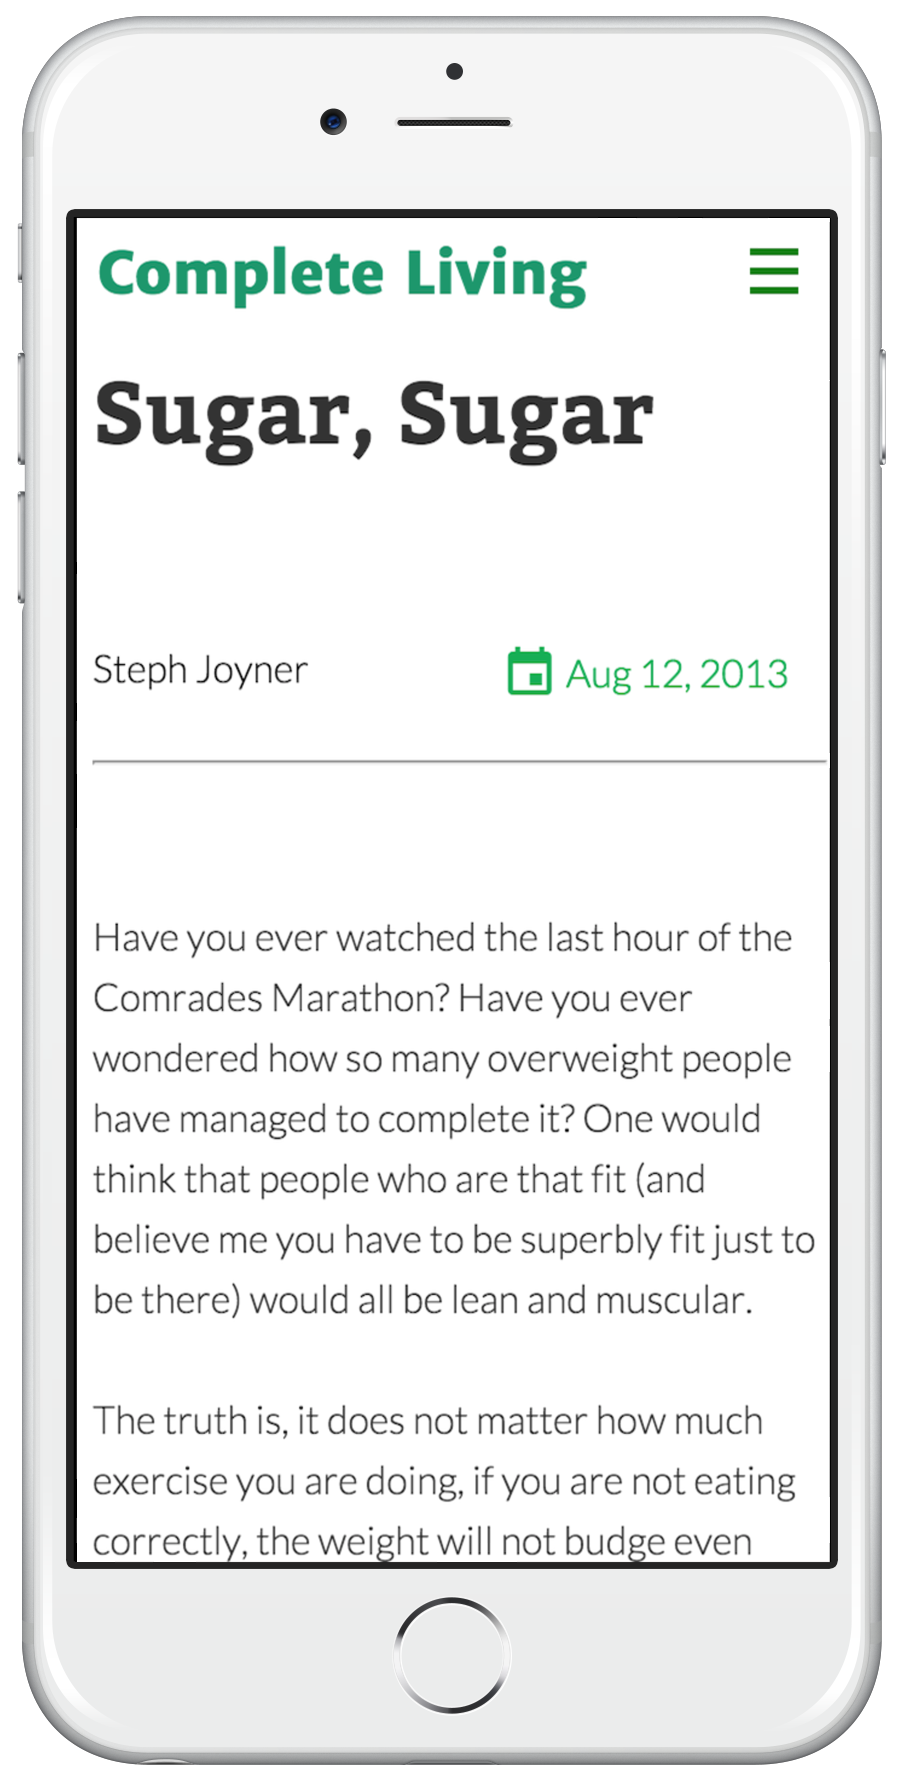 Complete Living
Sugar, Sugar
Steph Joyner
Aug 12, 2013
Have you ever watched the last hour of the
Comrades Marathon? Have you ever
wondered how so many overweight people
have managed to complete it? One would
think that people who are that fit (and
believe me you have to be superbly fit just to
be there) would all be lean and muscular.
The truth is, it does not matter how much
exercise you are doing, if you are not eating
correctly, the weight will not budge even